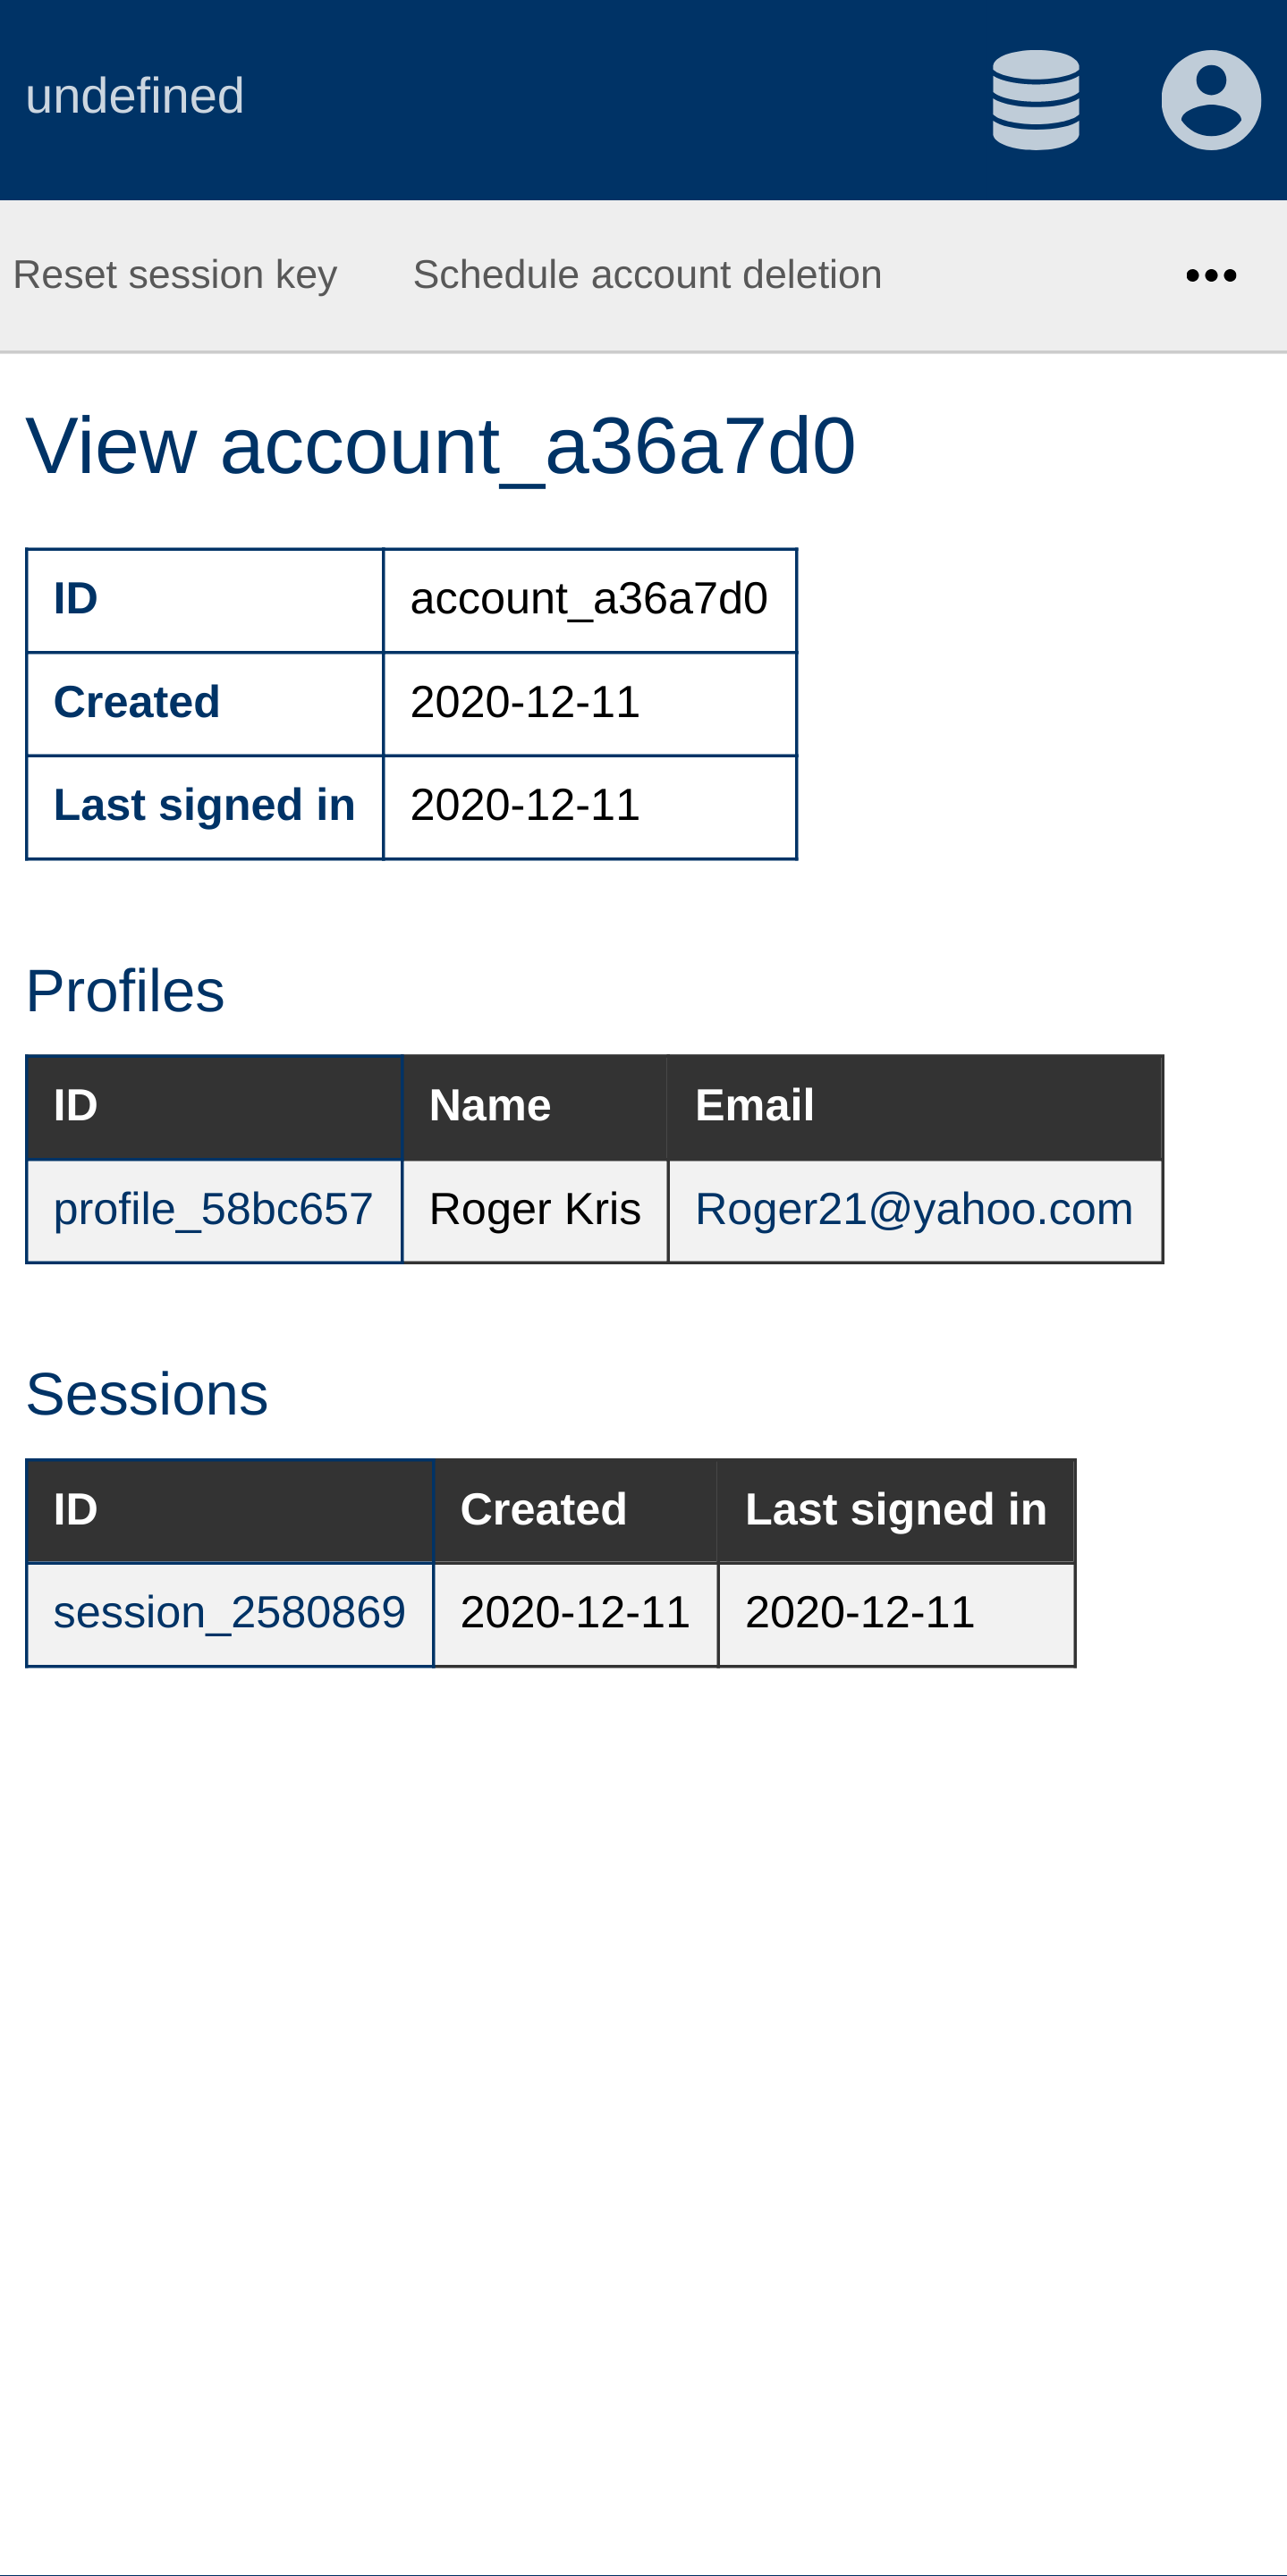 undefined
Reset session key Schedule account deletion •••
View account_a36a7d0
ID account_a36a7d0
Created 2020-12-11
Last signed in 2020-12-11
Profiles
ID Name Email
profile_58bc657 Roger Kris Roger21@yahoo.com
Sessions
ID Created Last signed in
session_2580869 2020-12-11 2020-12-11